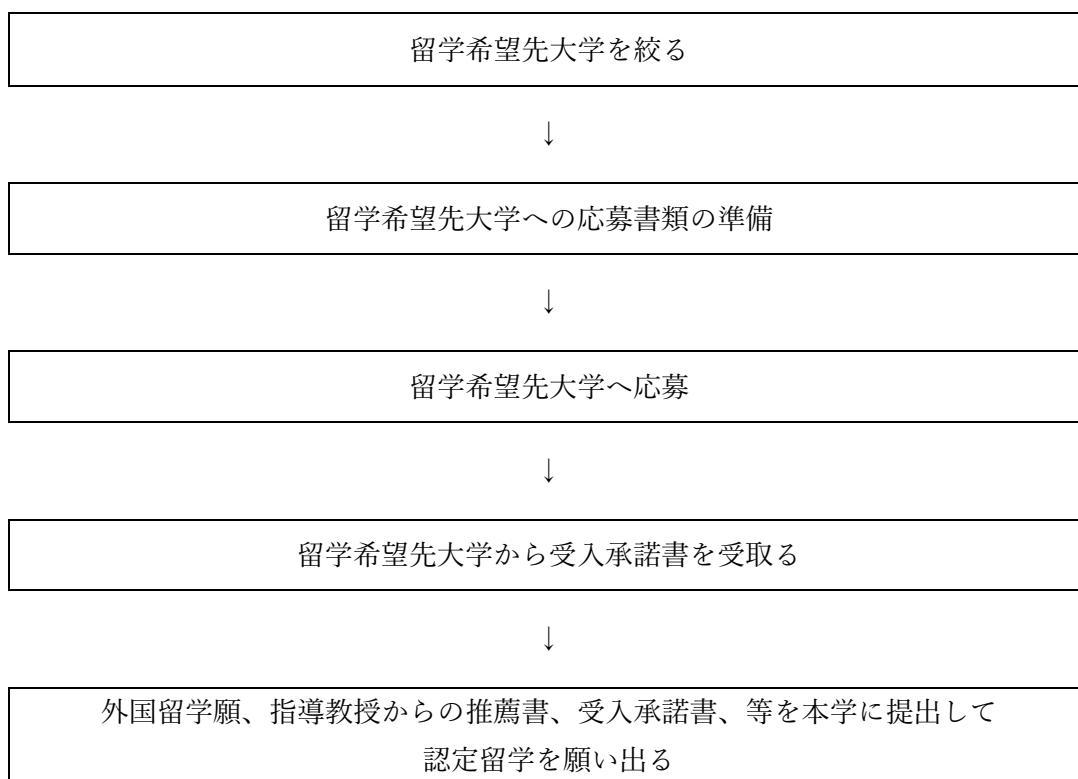 留学希望先大学を絞る
↓
留学希望先大学への応募書類の準備
↓
留学希望先大学へ応募
↓
留学希望先大学から受入承諾書を受取る
↓
外国留学願、指導教授からの推薦書、受入承諾書、等を本学に提出して
認定留学を願い出る